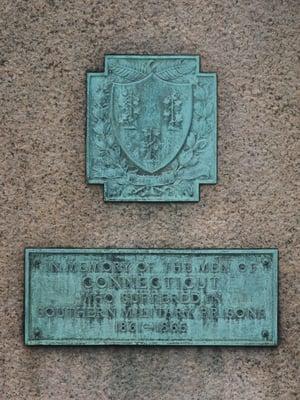 IN MEMORY OF THE MEN OF
CONNECTICUT
WHO SUFFERED IN
SOUTHERN MILITARY PRISONS
1861-1865